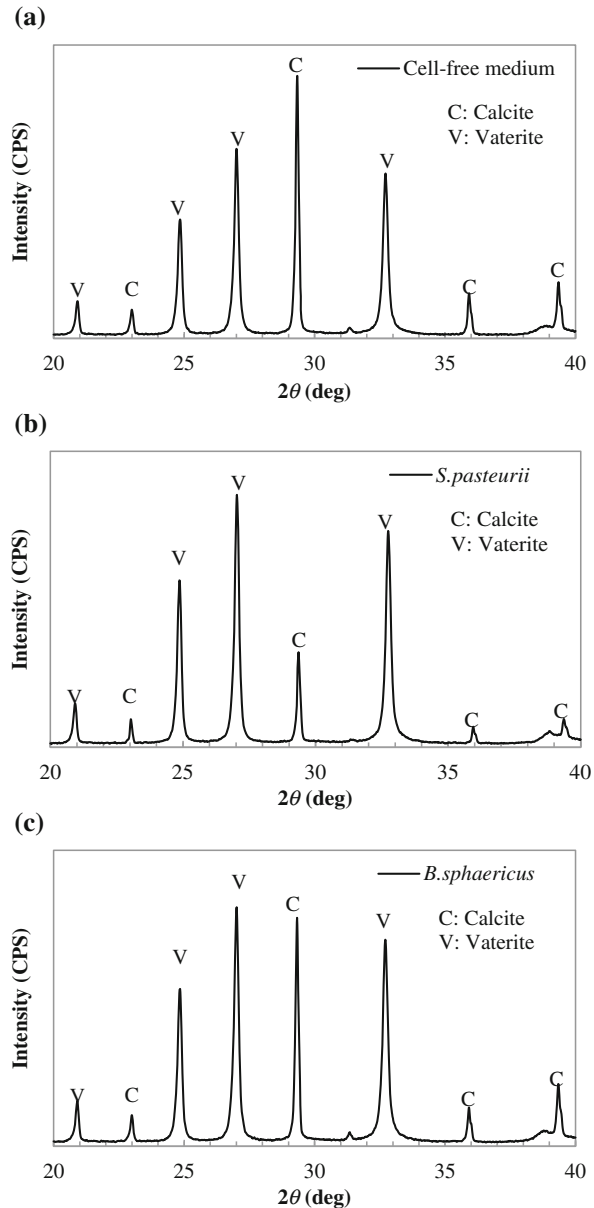 (a)
Cell-free medium
C: Calcite
V: Vaterite
V
C
V
V
C
V
C
C
Intensity (CPS)
20 25 30 35 40
2θ (deg)
(b)
S.pasteurii
C: Calcite
V: Vaterite
V
C
V
V
C
V
C
C
Intensity (CPS)
20 25 30 35 40
2θ (deg)
(c)
B.sphaericus
C: Calcite
V: Vaterite
V
C
V
V
C
V
C
C
Intensity (CPS)
20 25 30 35 40
2θ (deg)